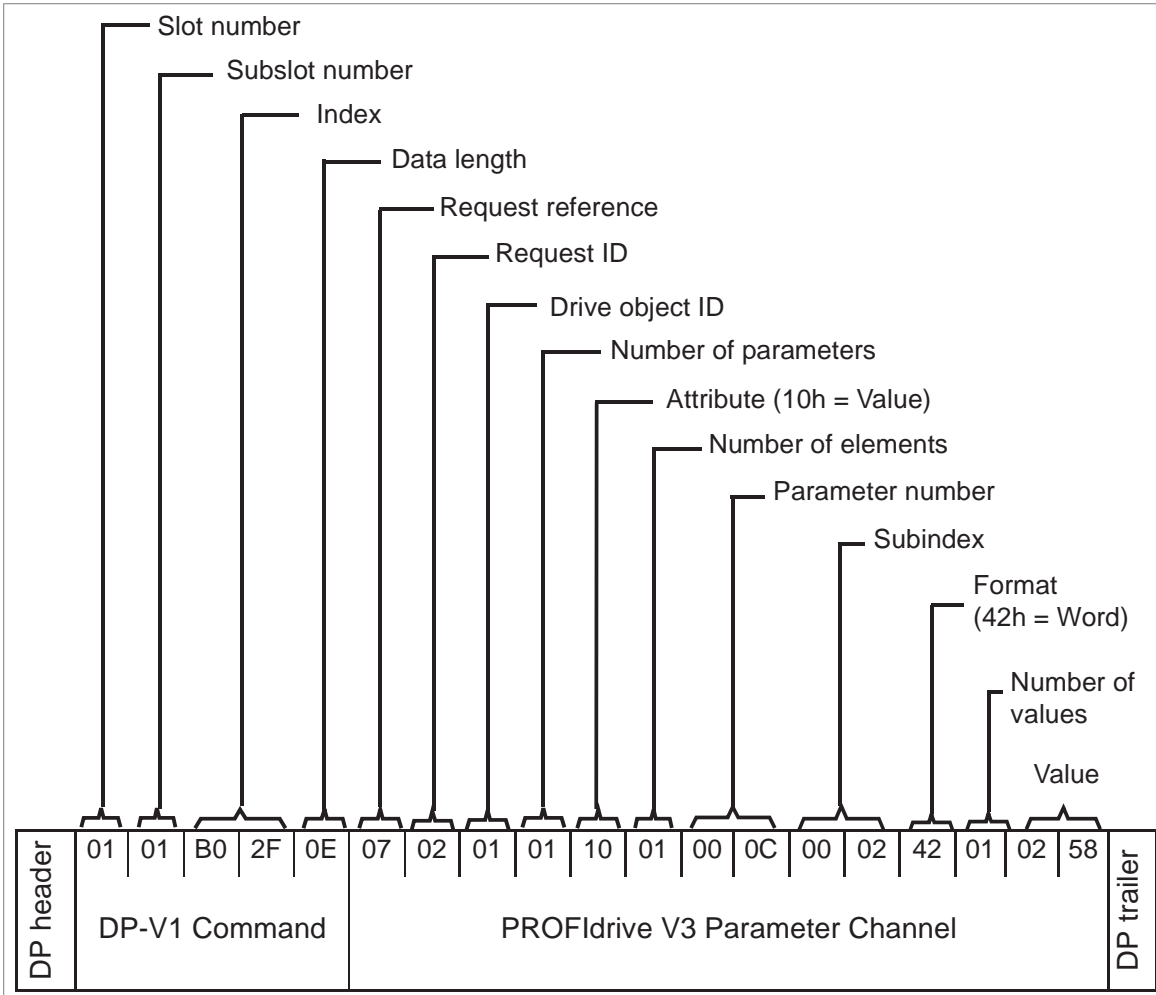 Slot number
Subslot number
Index
Data length
Request reference
Request ID
Drive object ID
Number of parameters
Attribute (10h = Value)
Number of elements
Parameter number
Subindex
Format
(42h = Word)
Number of
values
Value
DP header
01 01 B0 2F 0E 07 02 01 01 10 01 00 0C 00 02 42 01 02 58
DP-V1 Command
PROFIdrive V3 Parameter Channel
DP trailer